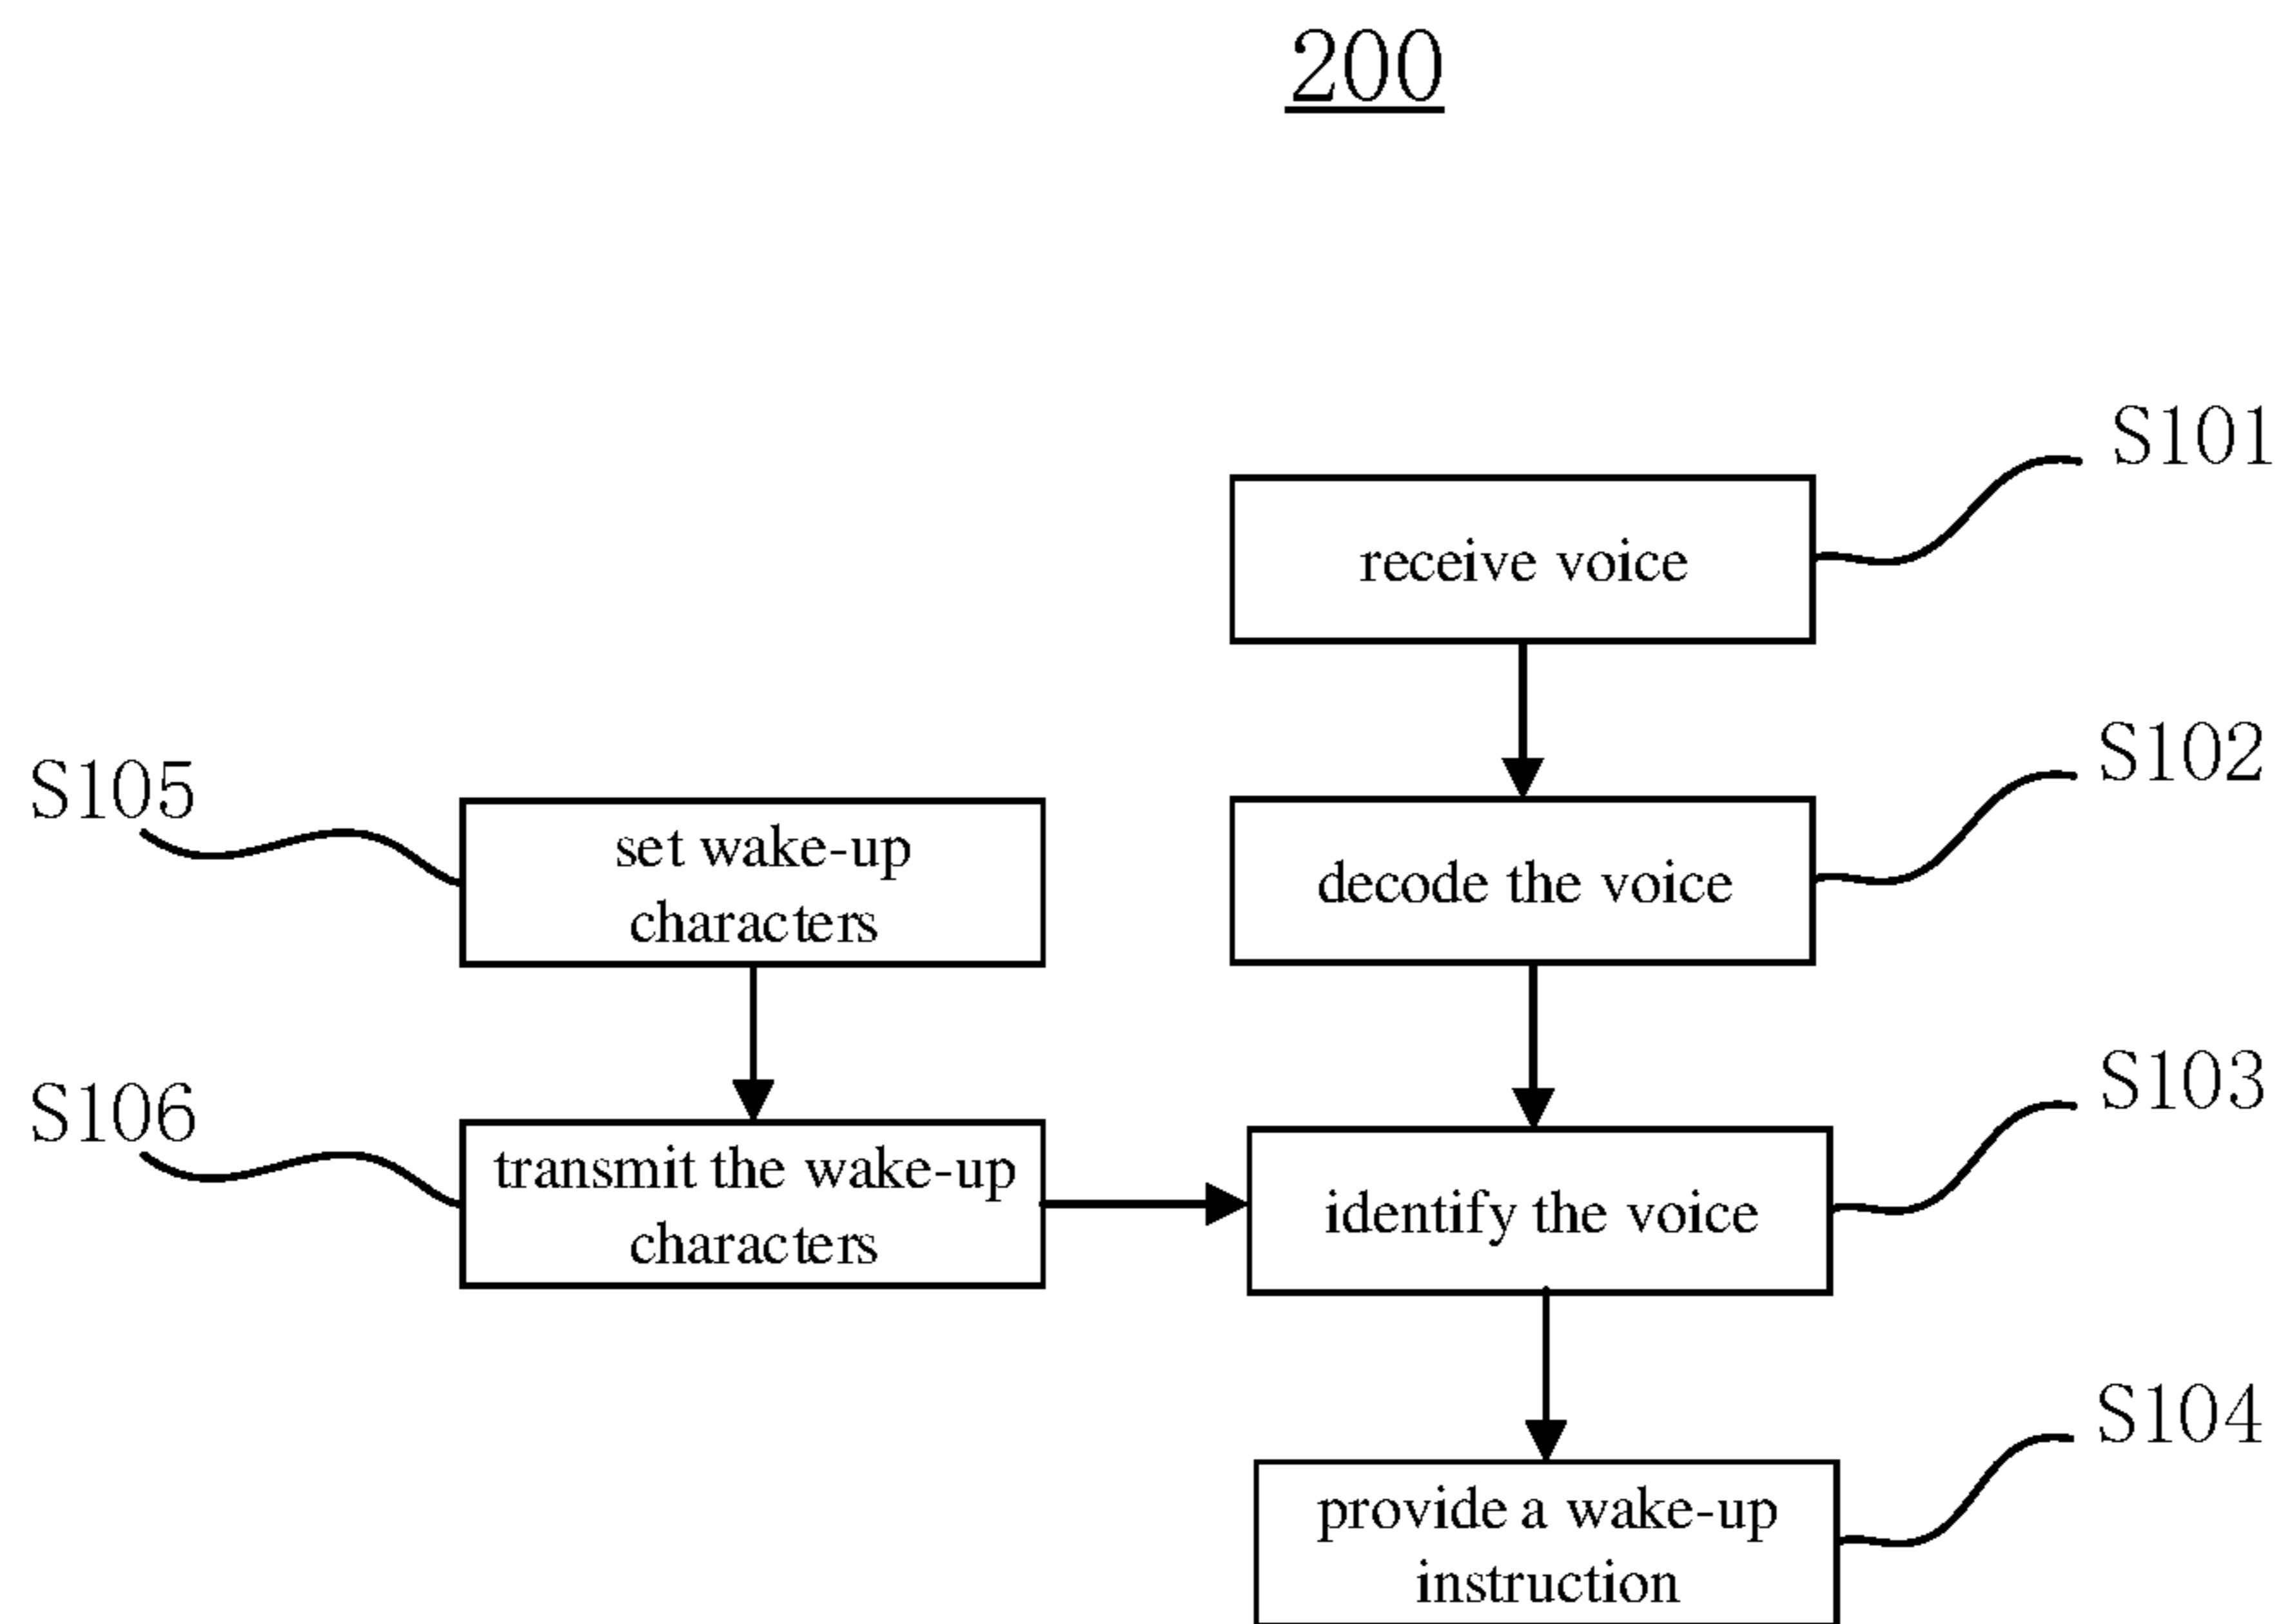 200
S101
receive voice
S102
decode the voice
S105
set wake-up
characters
S103
identify the voice
S106
transmit the wake-up
characters
S104
provide a wake-up
instruction